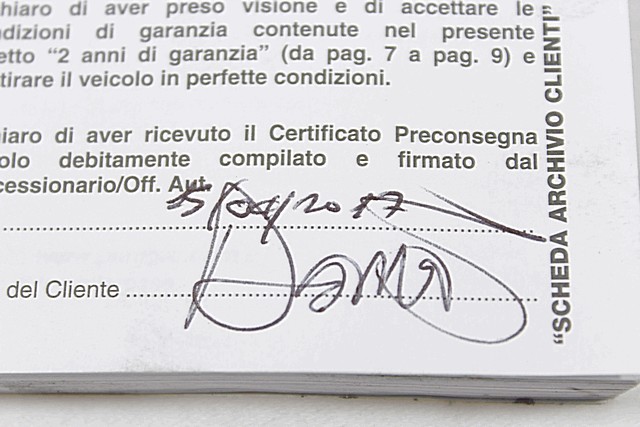 hiaro di aver preso visione e di accettare le
ndizioni di garanzia contenute nel presente
etto “2 anni di garanzia” (da pag. 7 a pag. 9) e
tirare il veicolo in perfette condizioni.
iaro di aver ricevuto il Certificato Preconsegna
olo debitamente compilato e firmato dal
cessionario/Off. Aut.
del Cliente
“SCHEDA ARCHIVIO CLIENTI”